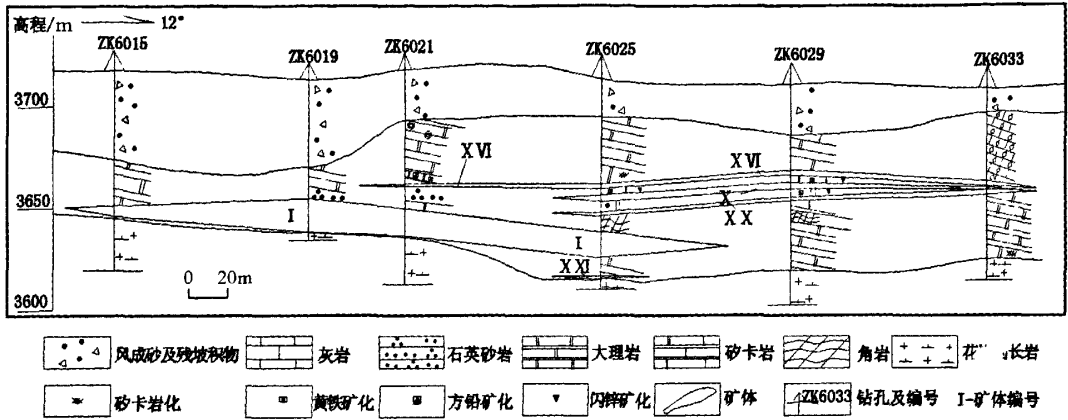 高程/m 12°
ZK6015 ZK6019 ZK6021 ZK6025 ZK6029 ZK6033
3700
XVI XVI
3650
X
I
XX
I
XXI
0 20m
3600
风成砂及残坡积物 灰岩 石英砂岩 大理岩 矽卡岩 角岩 花 长岩
矽卡岩化 黄铁矿化 方铅矿化 闪锌矿化 矿体 ZK6033 钻孔及编号 I-矿体编号